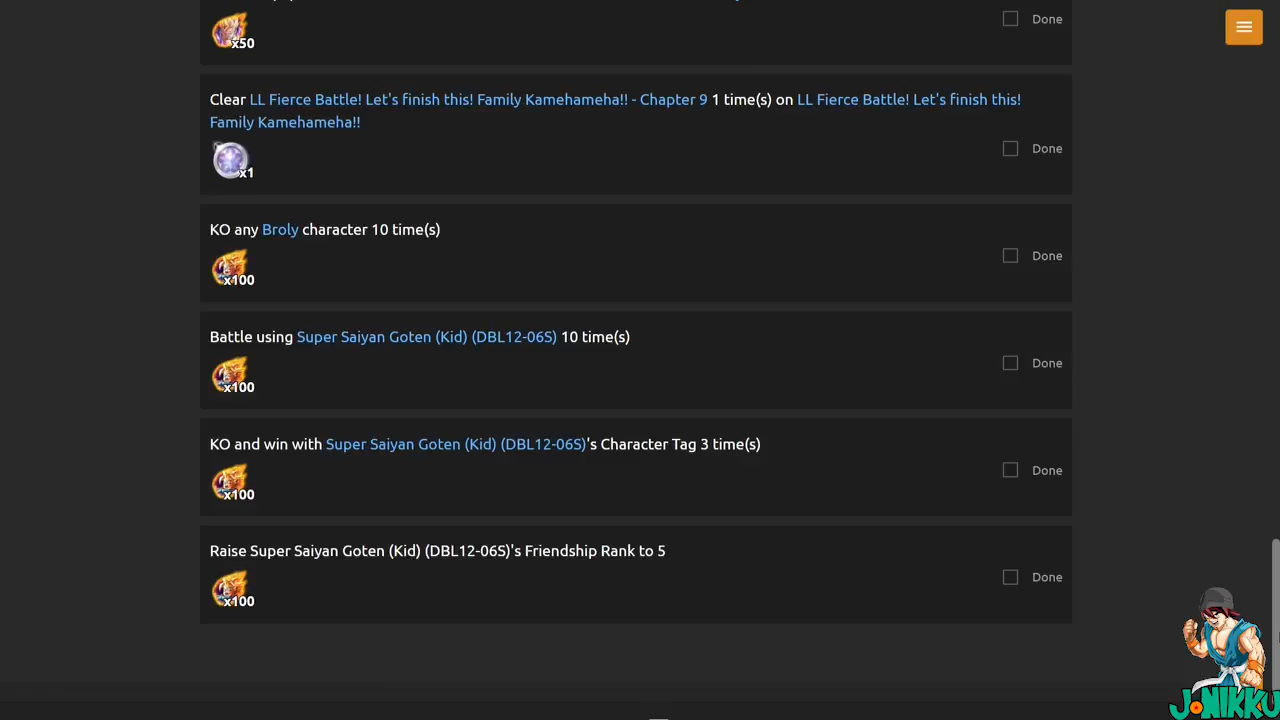 x50
Done
Clear LL Fierce Battle! Let's finish this! Family Kamehameha!! - Chapter 9 1 time(s) on LL Fierce Battle! Let's finish this!
Family Kamehameha!!
x1
Done
KO any Broly character 10 time(s)
x100
Done
Battle using Super Saiyan Goten (Kid) (DBL12-06S) 10 time(s)
x100
Done
KO and win with Super Saiyan Goten (Kid) (DBL12-06S)'s Character Tag 3 time(s)
x100
Done
Raise Super Saiyan Goten (Kid) (DBL12-06S)'s Friendship Rank to 5
x100
Done
JONIKKU